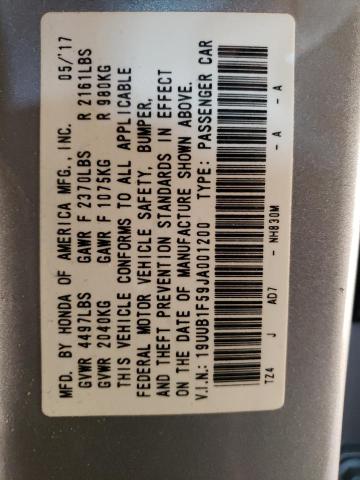 MFD. BY HONDA OF AMERICA MFG., INC. 05/'17
GVWR 4497LBS GAWR F 2370LBS R 2161LBS
GVWR 2040KG GAWR F 1075KG R 980KG
THIS VEHICLE CONFORMS TO ALL APPLICABLE
FEDERAL MOTOR VEHICLE SAFETY, BUMPER,
AND THEFT PREVENTION STANDARDS IN EFFECT
ON THE DATE OF MANUFACTURE SHOWN ABOVE.
V.I.N.: 19UUB1F59JA001200 TYPE: PASSENGER CAR
TZ4 J AD7 - NH830M - A - A